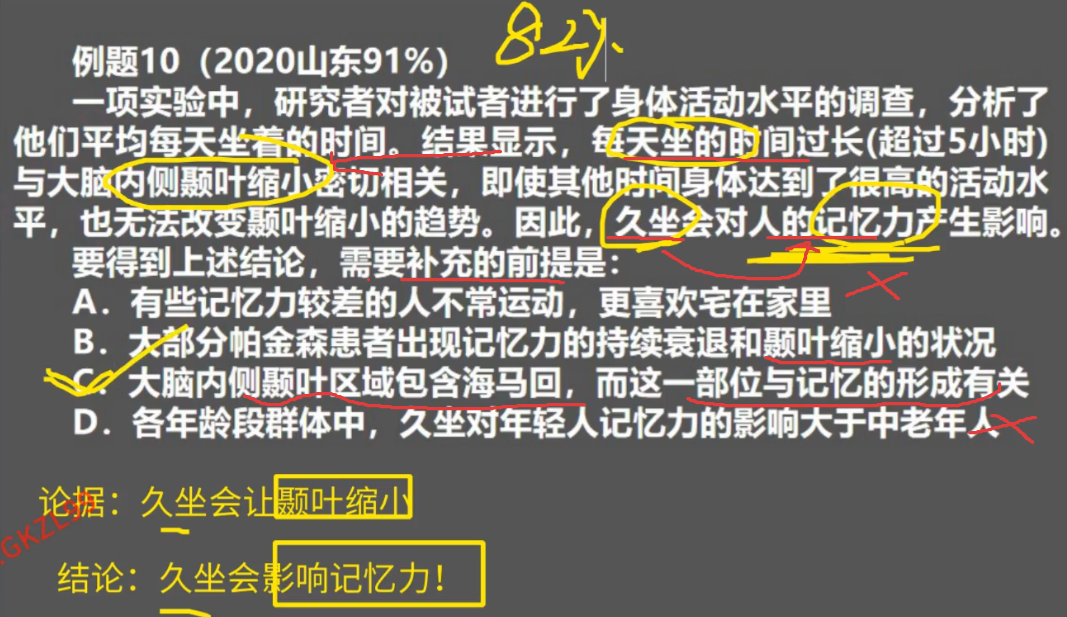 82%
例题10（2020山东91%）
一项实验中，研究者对被试者进行了身体活动水平的调查，分析了
他们平均每天坐着的时间。结果显示，每天坐的时间过长(超过5小时)
与大脑内侧颞叶缩小密切相关，即使其他时间身体达到了很高的活动水
平，也无法改变颞叶缩小的趋势。因此，久坐会对人的记忆力产生影响。
要得到上述结论，需要补充的前提是：
A．有些记忆力较差的人不常运动，更喜欢宅在家里
B．大部分帕金森患者出现记忆力的持续衰退和颞叶缩小的状况
C．大脑内侧颞叶区域包含海马回，而这一部位与记忆的形成有关
D．各年龄段群体中，久坐对年轻人记忆力的影响大于中老年人
论据：久坐会让颞叶缩小
结论：久坐会影响记忆力！